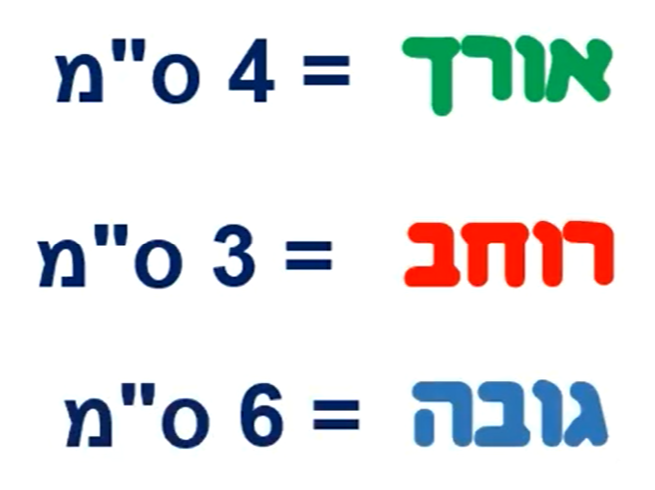 אורך = 4 ס"מ
רוחב = 3 ס"מ
גובה = 6 ס"מ